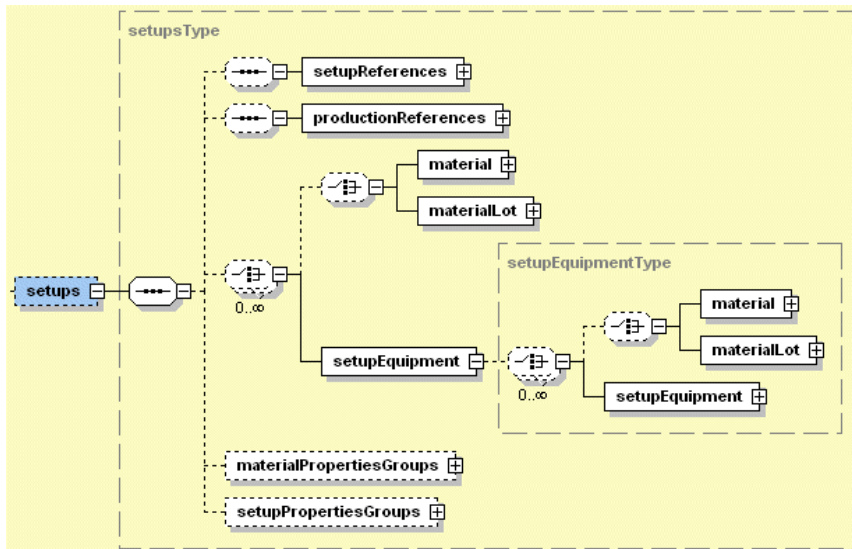 setupsType
setupReferences
productionReferences
material
materialLot
setupEquipmentType
setups
0..∞
material
materialLot
setupEquipment
0..∞
setupEquipment
materialPropertiesGroups
setupPropertiesGroups